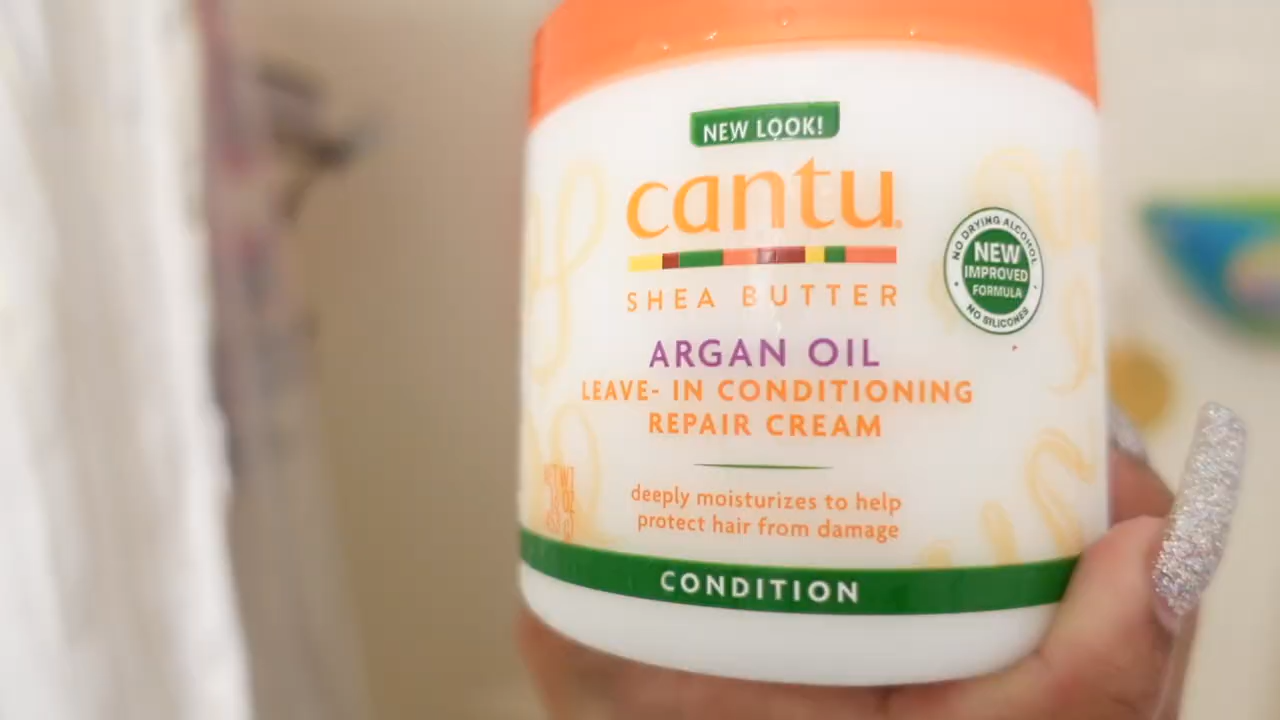 NEW LOOK!
cantu
SHEA BUTTER
NO DRYING ALCOHOL
NEW
IMPROVED
FORMULA
NO SILICONES
ARGAN OIL
LEAVE- IN CONDITIONING
REPAIR CREAM
deeply moisturizes to help
protect hair from damage
CONDITION